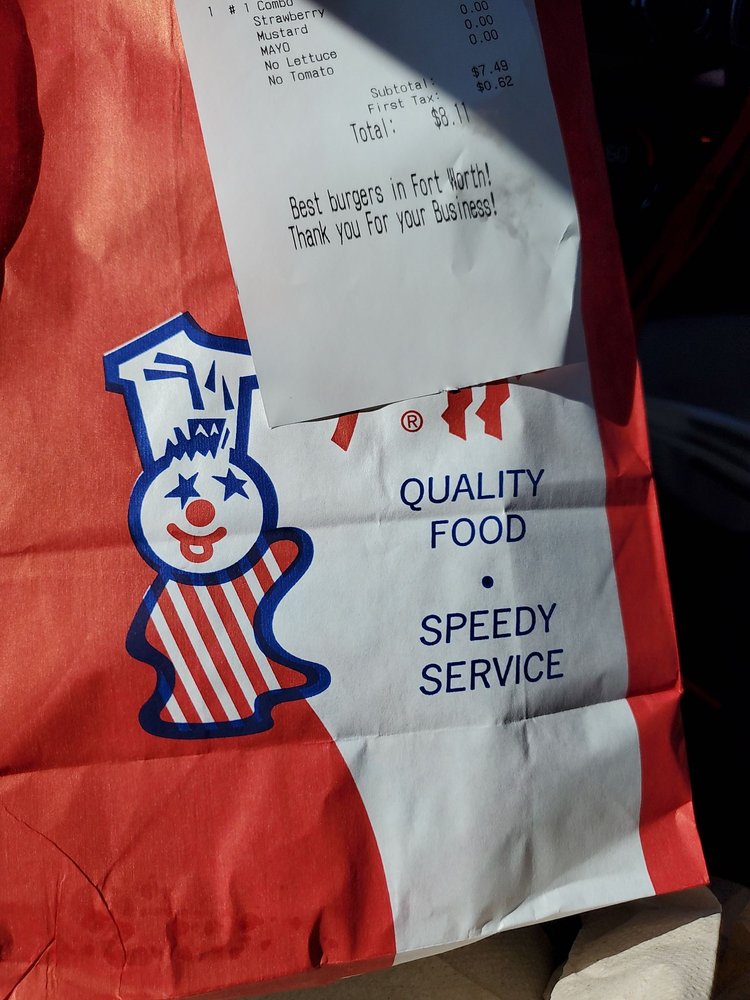 1 # 1 Combo
Strawberry 0.00
Mustard 0.00
MAYO 0.00
No Lettuce
No Tomato
Subtotal: $7.49
First Tax: $0.62
Total: $8.11
Best burgers in Fort Worth!
Thank you For your Business!
®
QUALITY
FOOD
•
SPEEDY
SERVICE